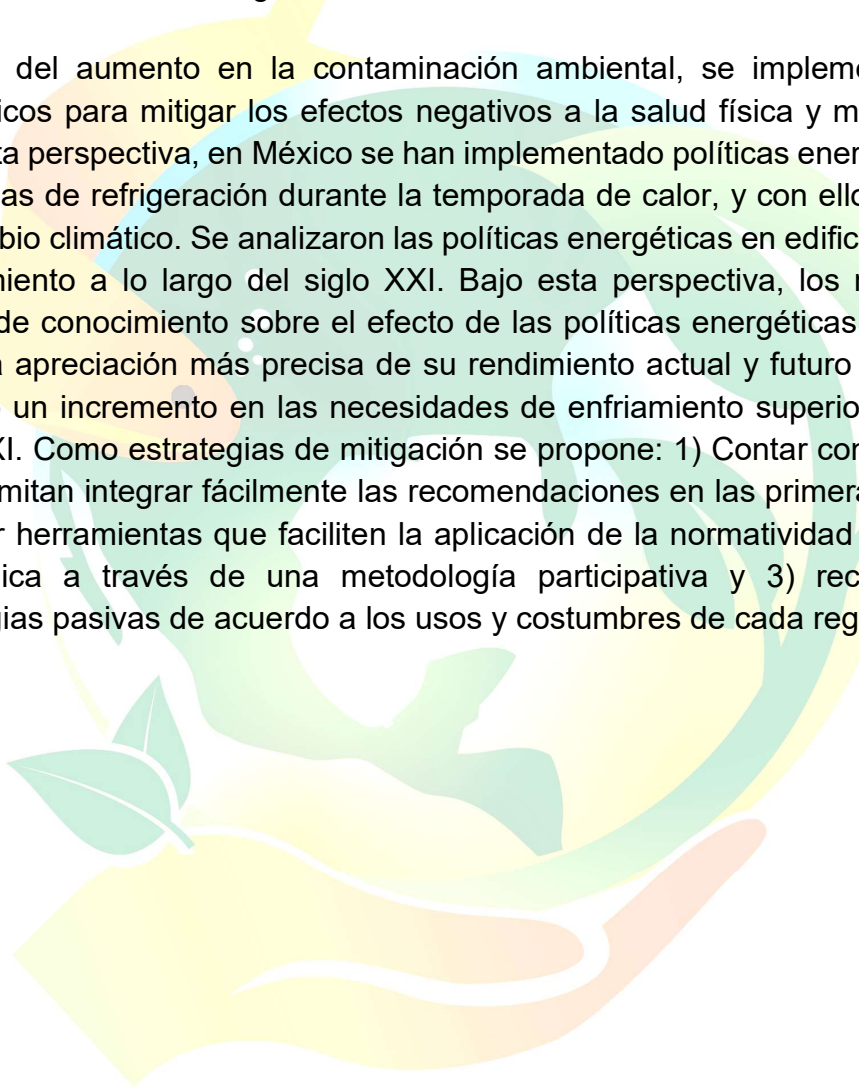 del aumento en la contaminación ambiental, se impleme
icos para mitigar los efectos negativos a la salud física y m
ta perspectiva, en México se han implementado políticas ener
as de refrigeración durante la temporada de calor, y con ello
bio climático. Se analizaron las políticas energéticas en edific
miento a lo largo del siglo XXI. Bajo esta perspectiva, los
de conocimiento sobre el efecto de las políticas energéticas
a apreciación más precisa de su rendimiento actual y futuro
un incremento en las necesidades de enfriamiento superio
XI. Como estrategias de mitigación se propone: 1) Contar con
mitan integrar fácilmente las recomendaciones en las primera
r herramientas que faciliten la aplicación de la normatividad
ica a través de una metodología participativa y 3) rec
gias pasivas de acuerdo a los usos y costumbres de cada reg